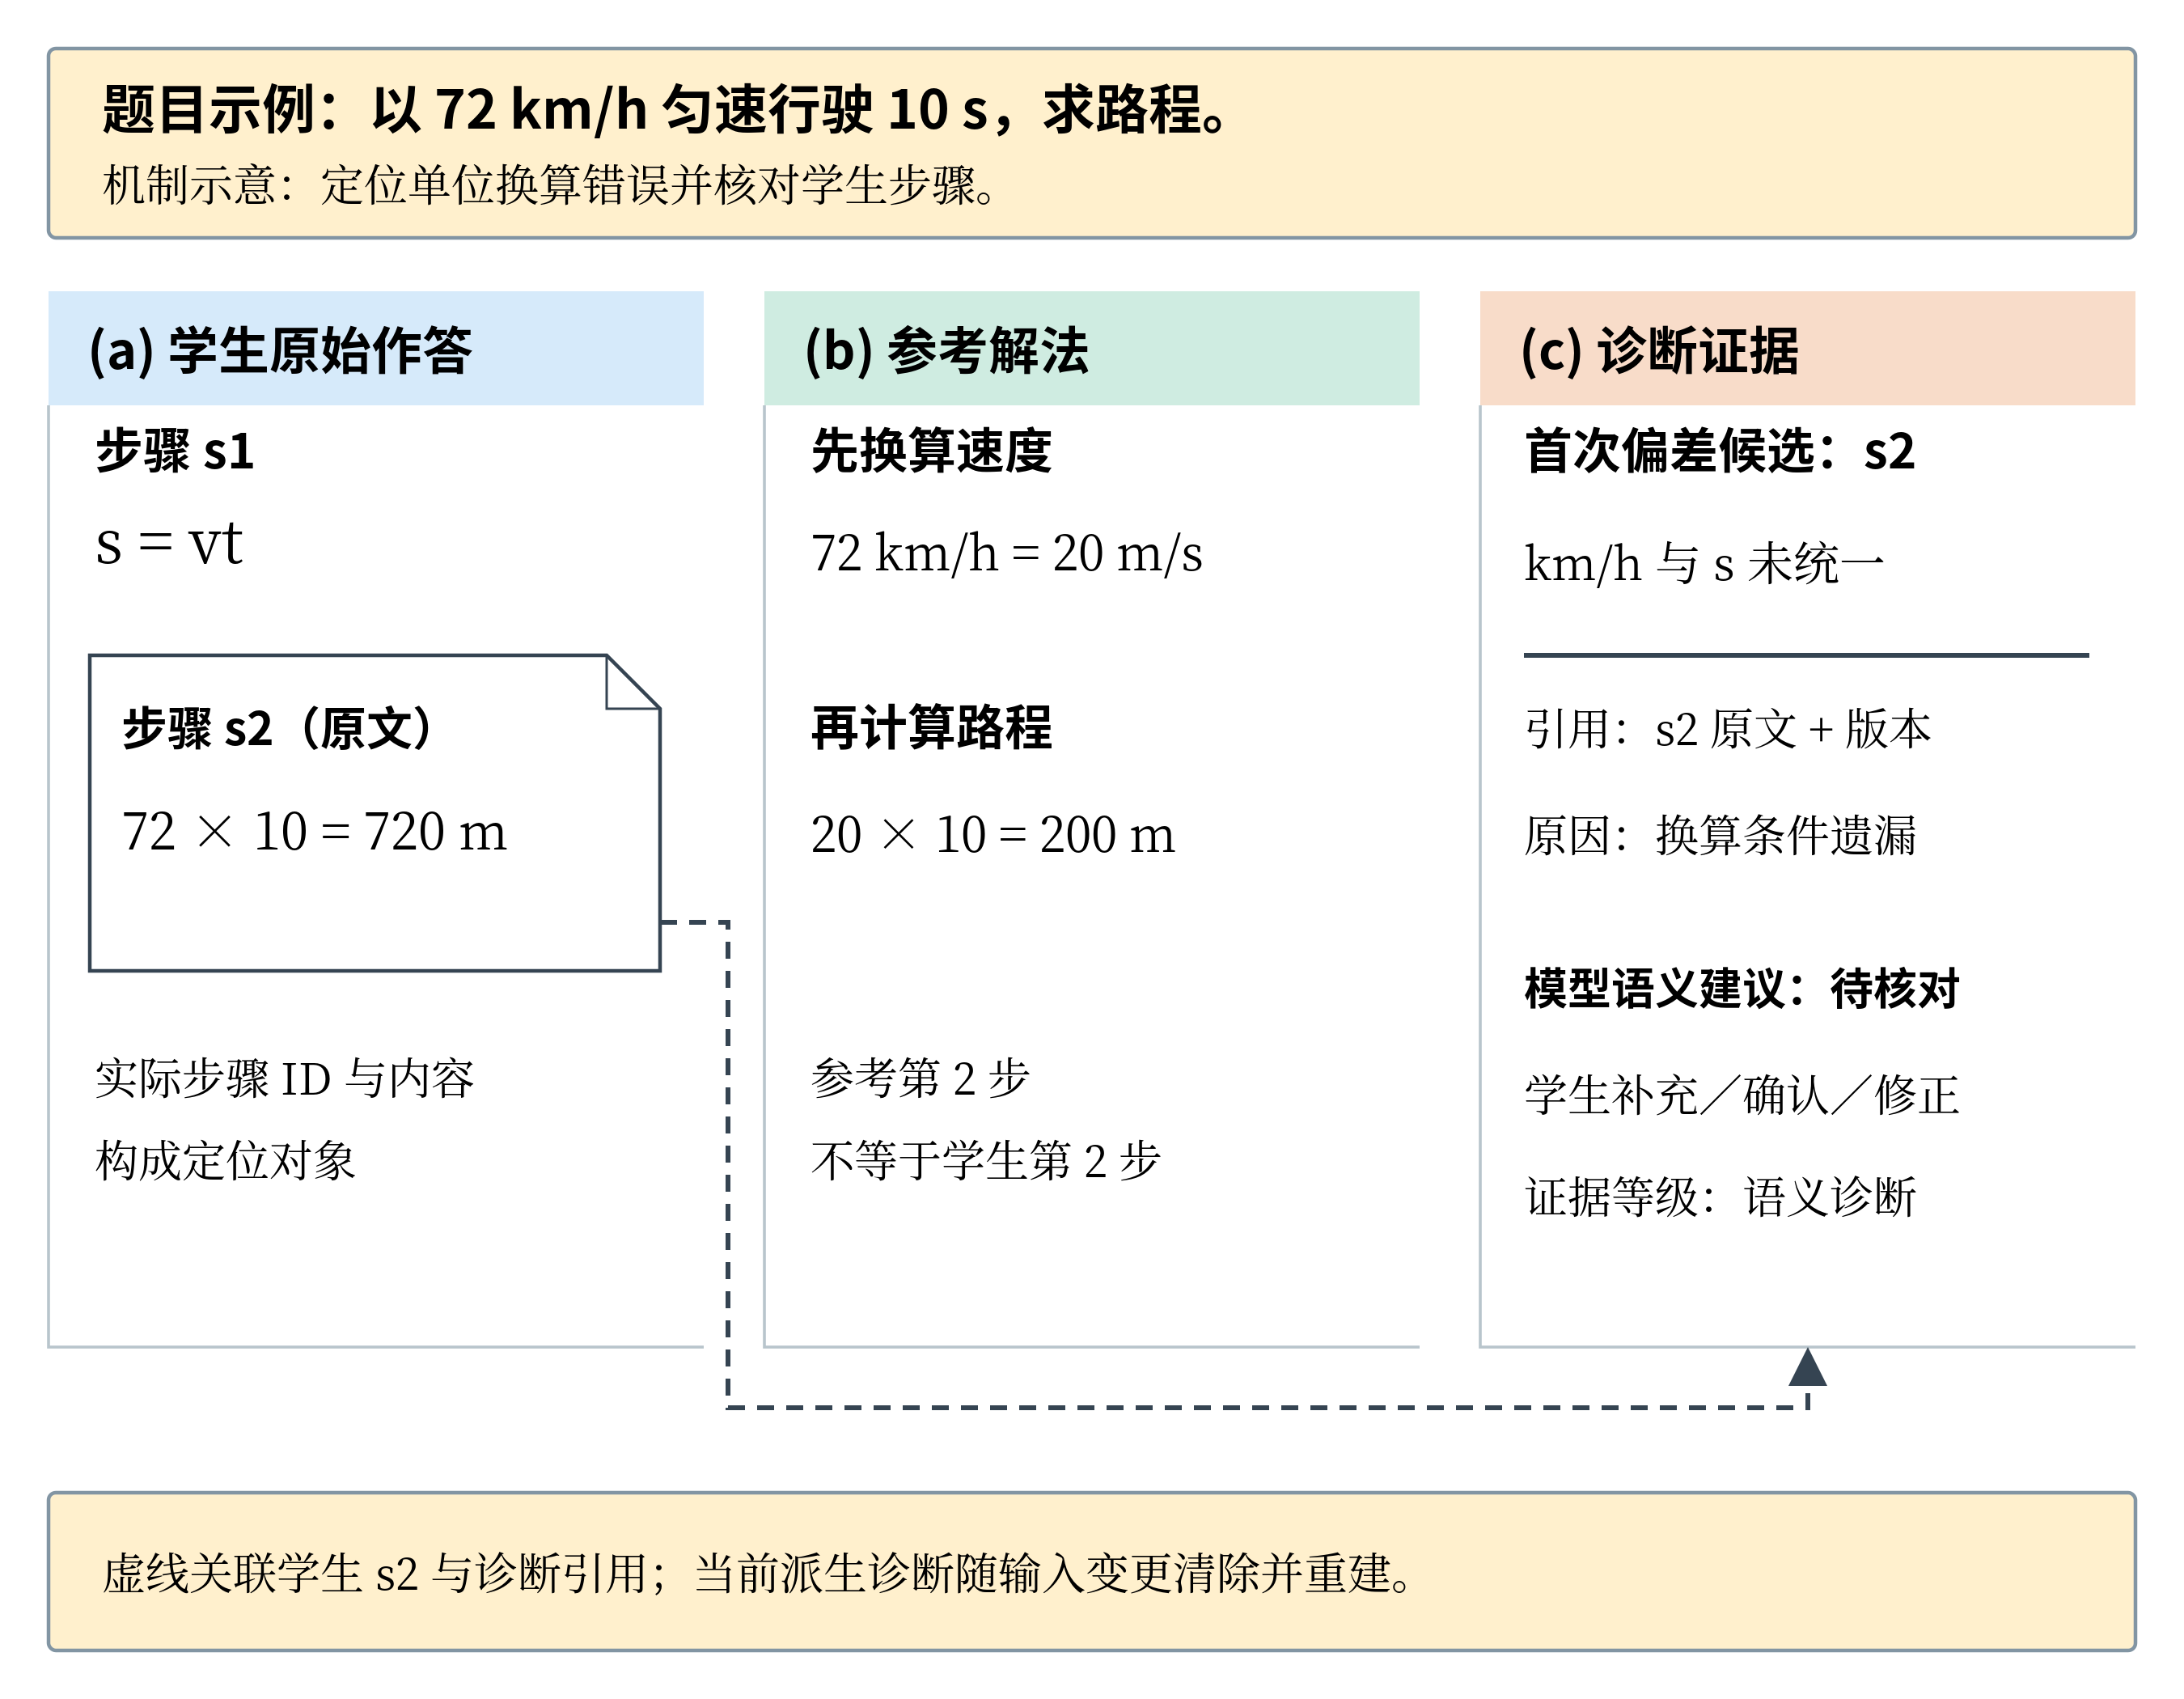 题目示例：以 72 km/h 匀速行驶 10 s，求路程。
机制示意：定位单位换算错误并核对学生步骤。
(a) 学生原始作答
步骤 s1
s = vt
步骤 s2（原文）
72 × 10 = 720 m
实际步骤 ID 与内容
构成定位对象
(b) 参考解法
先换算速度
72 km/h = 20 m/s
再计算路程
20 × 10 = 200 m
参考第 2 步
不等于学生第 2 步
(c) 诊断证据
首次偏差候选：s2
km/h 与 s 未统一
引用：s2 原文 + 版本
原因：换算条件遗漏
模型语义建议：待核对
学生补充／确认／修正
证据等级：语义诊断
虚线关联学生 s2 与诊断引用；当前派生诊断随输入变更清除并重建。